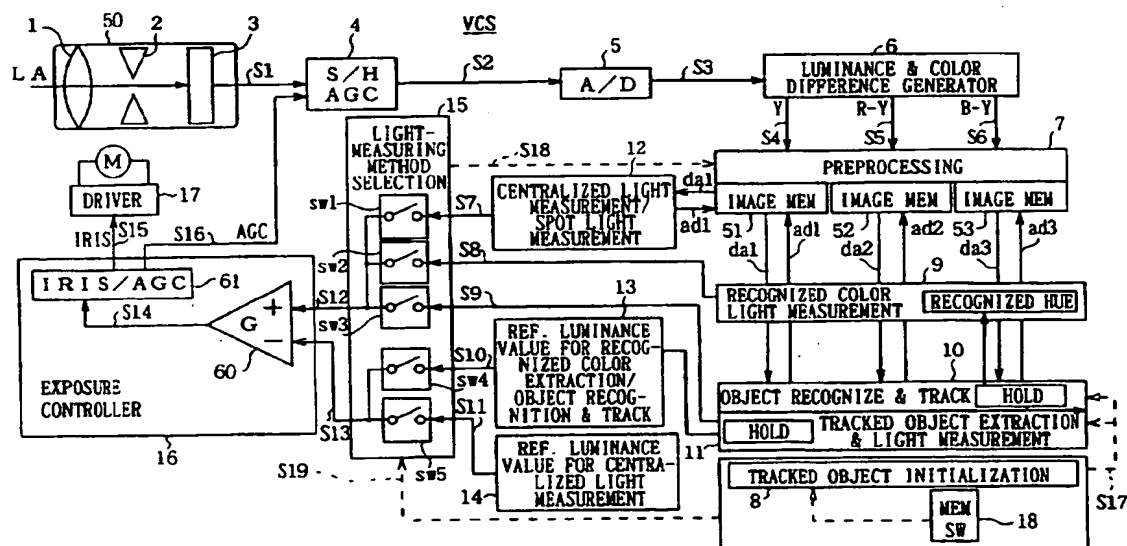 VCS
50
1
2
3
LA
S1
4
S/H
AGC
S2
5
A/D
S3
6
LUMINANCE & COLOR
DIFFERENCE GENERATOR
Y
R-Y
B-Y
S4
S5
S6
7
PREPROCESSING
IMAGE MEM
IMAGE MEM
IMAGE MEM
51
52
53
da1
ad1
da2
ad2
da3
ad3
15
LIGHT-
MEASURING
METHOD
SELECTION
S18
12
CENTRALIZED LIGHT
MEASUREMENT/
SPOT LIGHT
MEASUREMENT
da1
ad1
sw1
S7
sw2
S8
sw3
S9
sw4
S10
sw5
S11
M
DRIVER
17
IRIS
S15
S16
AGC
IRIS/AGC
61
S14
G
+
−
60
S12
S13
EXPOSURE
CONTROLLER
16
9
RECOGNIZED COLOR
LIGHT MEASUREMENT
RECOGNIZED HUE
13
REF. LUMINANCE
VALUE FOR RECOG-
NIZED COLOR
EXTRACTION/
OBJECT RECOG-
NITION & TRACK
10
OBJECT RECOGNIZE & TRACK
HOLD
HOLD
TRACKED OBJECT EXTRACTION
& LIGHT MEASUREMENT
11
14
REF. LUMINANCE
VALUE FOR CENTRA-
LIZED LIGHT
MEASUREMENT
S19
TRACKED OBJECT INITIALIZATION
8
MEM
SW
18
S17